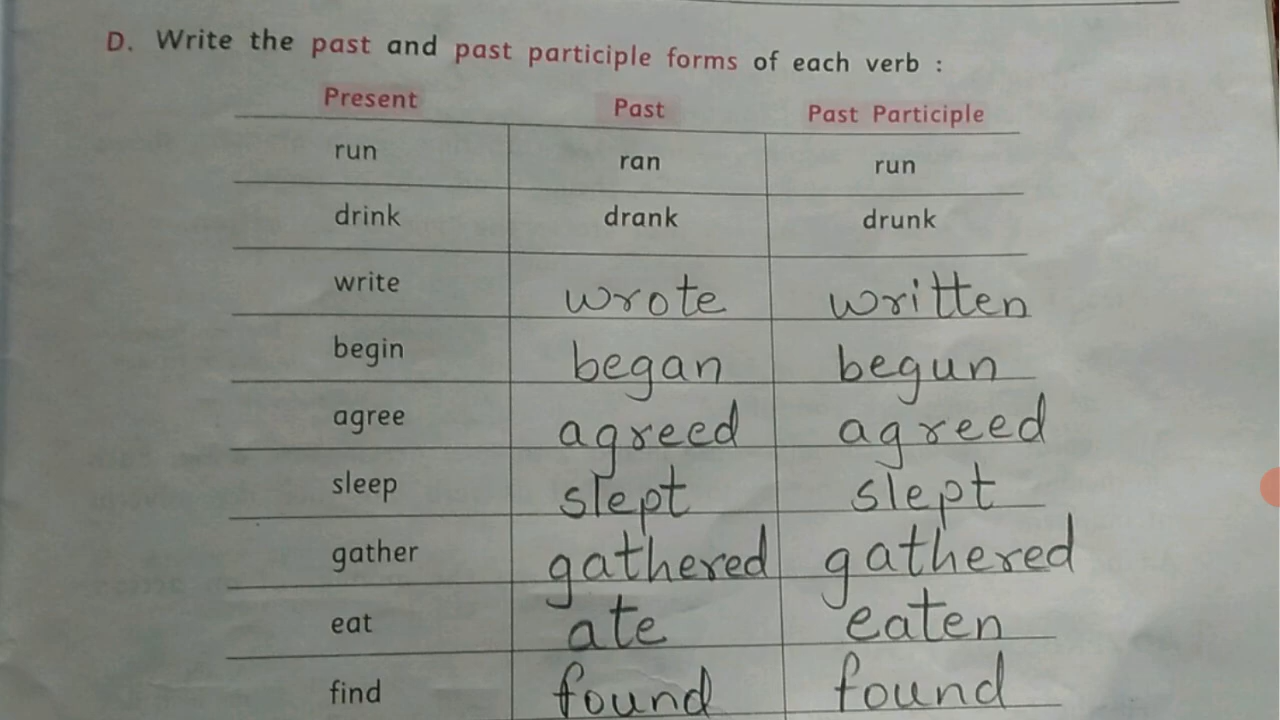 D. Write the past and past participle forms of each verb :
Present Past Past Participle
run ran run
drink drank drunk
write wrote written
begin began begun
agree agreed agreed
sleep slept slept
gather gathered gathered
eat ate eaten
find found found